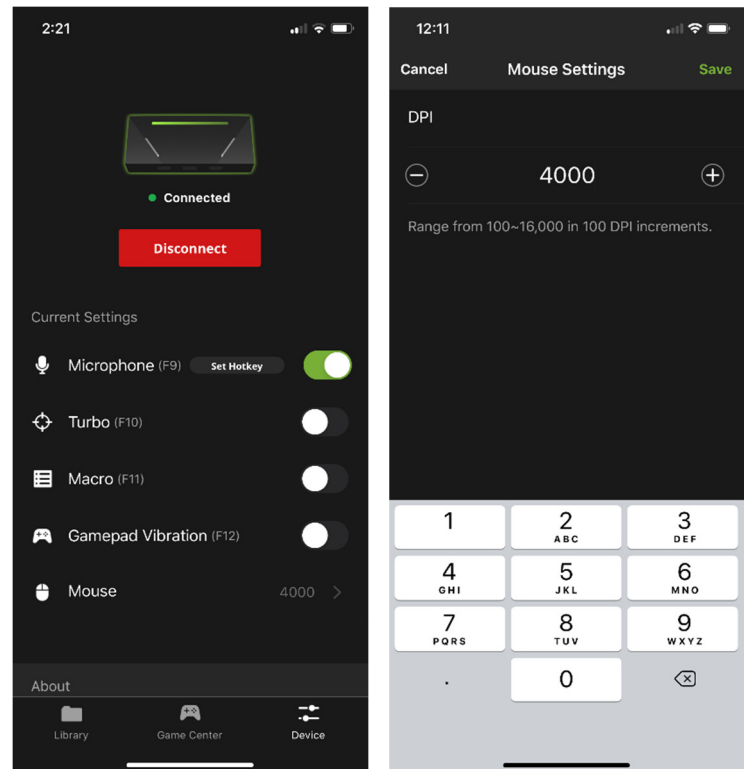 2:21
Connected
Disconnect
Current Settings
Microphone (F9) Set Hotkey
Turbo (F10)
Macro (F11)
Gamepad Vibration (F12)
Mouse 4000
About
Library Game Center Device
12:11
Cancel Mouse Settings Save
DPI
4000
Range from 100~16,000 in 100 DPI increments.
1 2 3
ABC DEF
4 5 6
GHI JKL MNO
7 8 9
PQRS TUV WXYZ
. 0